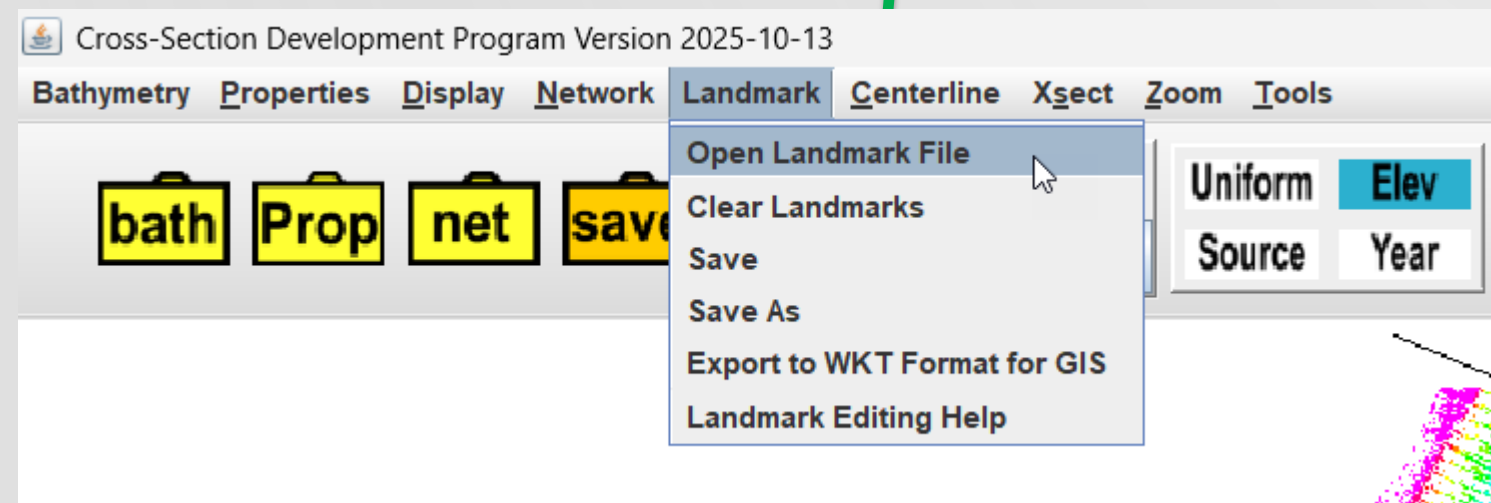 Cross-Section Development Program Version 2025-10-13
Bathymetry Properties Display Network Landmark Centerline Xsect Zoom Tools
Open Landmark File
Clear Landmarks
Save
Save As
Export to WKT Format for GIS
Landmark Editing Help
bath Prop net save
Uniform Elev
Source Year